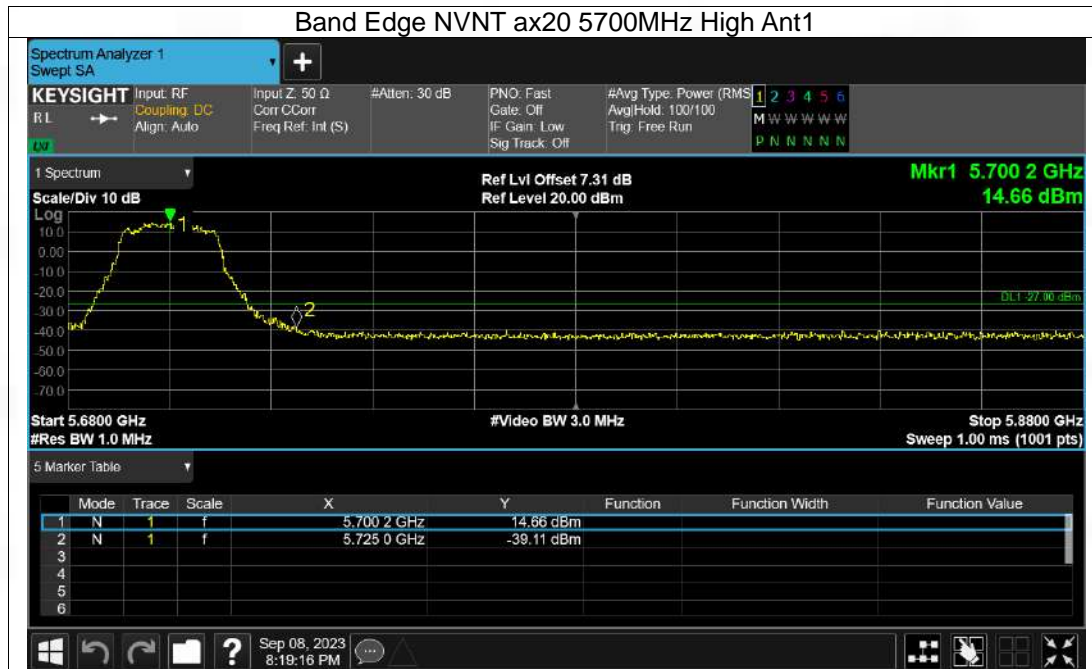 Band Edge NVNT ax20 5700MHz High Ant1
Spectrum Analyzer 1
Swept SA
+
KEYSIGHT
RL
LXI
Input: RF
Coupling: DC
Align: Auto
Input Z: 50 Ω
Corr CCorr
Freq Ref: Int (S)
#Atten: 30 dB
PNO: Fast
Gate: Off
IF Gain: Low
Sig Track: Off
#Avg Type: Power (RMS
Avg|Hold: 100/100
Trig: Free Run
1 2 3 4 5 6
M W W W W W
P N N N N N
1 Spectrum
Scale/Div 10 dB
Ref Lvl Offset 7.31 dB
Ref Level 20.00 dBm
Mkr1 5.700 2 GHz
14.66 dBm
Log
10.0
0.00
-10.0
-20.0
-30.0
-40.0
-50.0
-60.0
-70.0
1
2
DL1 -27.00 dBm
Start 5.6800 GHz
#Res BW 1.0 MHz
#Video BW 3.0 MHz
Stop 5.8800 GHz
Sweep 1.00 ms (1001 pts)
5 Marker Table
Mode Trace Scale X Y Function Function Width Function Value
1 N 1 f 5.700 2 GHz 14.66 dBm
2 N 1 f 5.725 0 GHz -39.11 dBm
3
4
5
6
?
Sep 08, 2023
8:19:16 PM